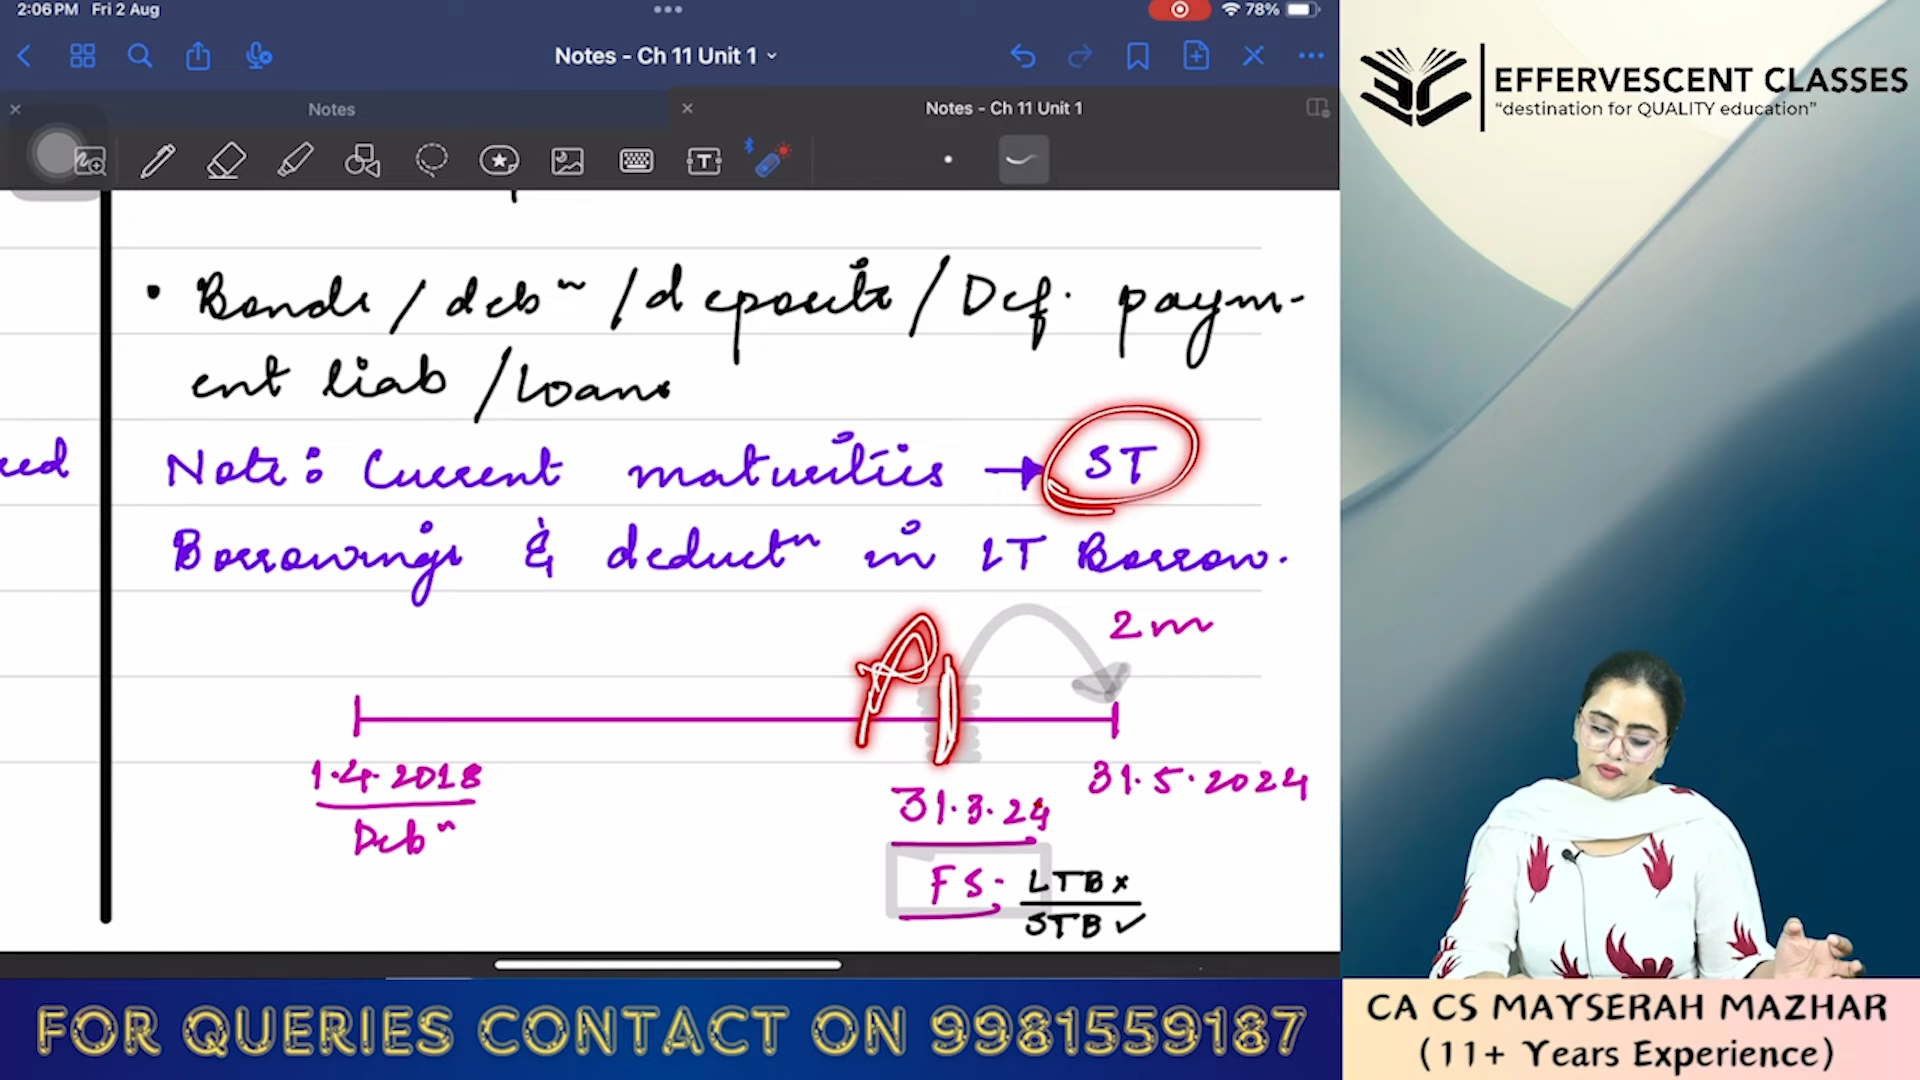 2:06 PM Fri 2 Aug
78%
Notes - Ch 11 Unit 1
Notes
Notes - Ch 11 Unit 1
EFFERVESCENT CLASSES
"destination for QUALITY education"
• Bonds / debⁿ / deposits / Def. paym-
ent liab / Loans
Note: Current maturities → ST
Borrowings & deductⁿ in LT Borrow.
2m
1.4.2018
Debⁿ
31.3.24
31.5.2024
FS.
LTB ×
STB ✓
FOR QUERIES CONTACT ON 9981559187
CA CS MAYSERAH MAZHAR
(11+ Years Experience)